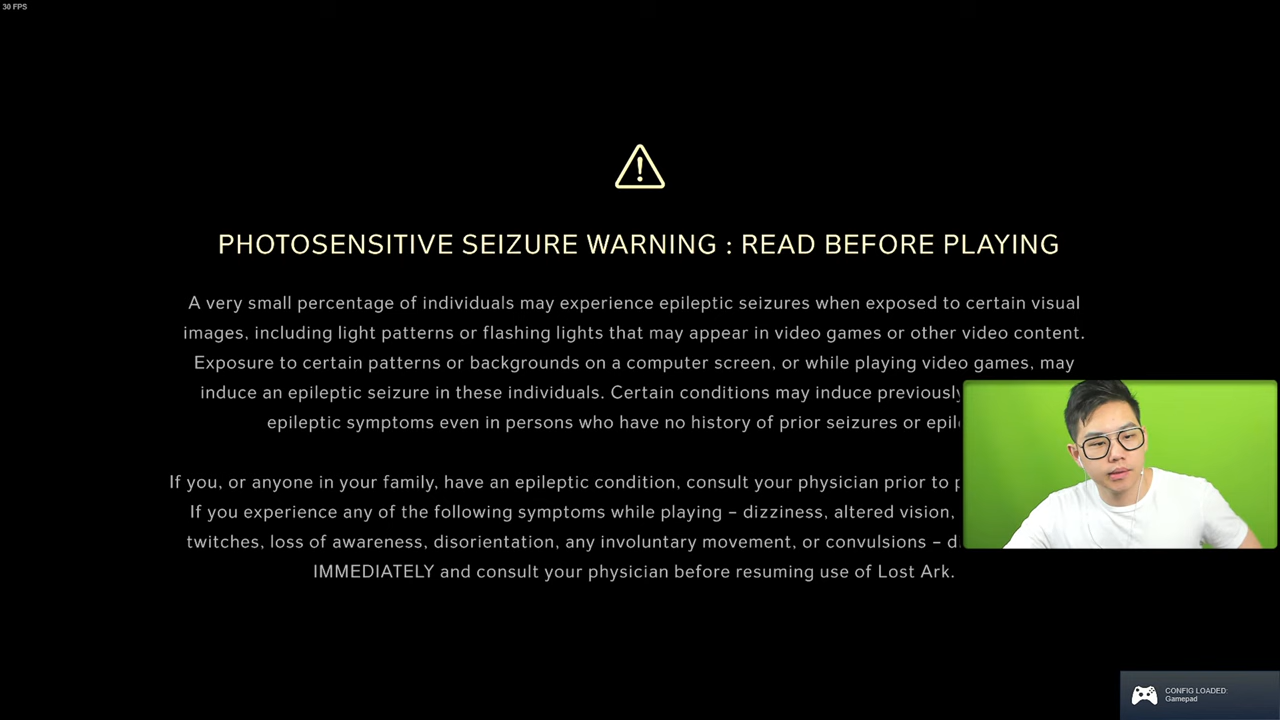 30 FPS
PHOTOSENSITIVE SEIZURE WARNING : READ BEFORE PLAYING
A very small percentage of individuals may experience epileptic seizures when exposed to certain visual
images, including light patterns or flashing lights that may appear in video games or other video content.
Exposure to certain patterns or backgrounds on a computer screen, or while playing video games, may
induce an epileptic seizure in these individuals. Certain conditions may induce previously
epileptic symptoms even in persons who have no history of prior seizures or
If you, or anyone in your family, have an epileptic condition, consult your physician prior to
If you experience any of the following symptoms while playing – dizziness, altered vision,
twitches, loss of awareness, disorientation, any involuntary movement, or convulsions –
IMMEDIATELY and consult your physician before resuming use of Lost Ark.
CONFIG LOADED:
Gamepad